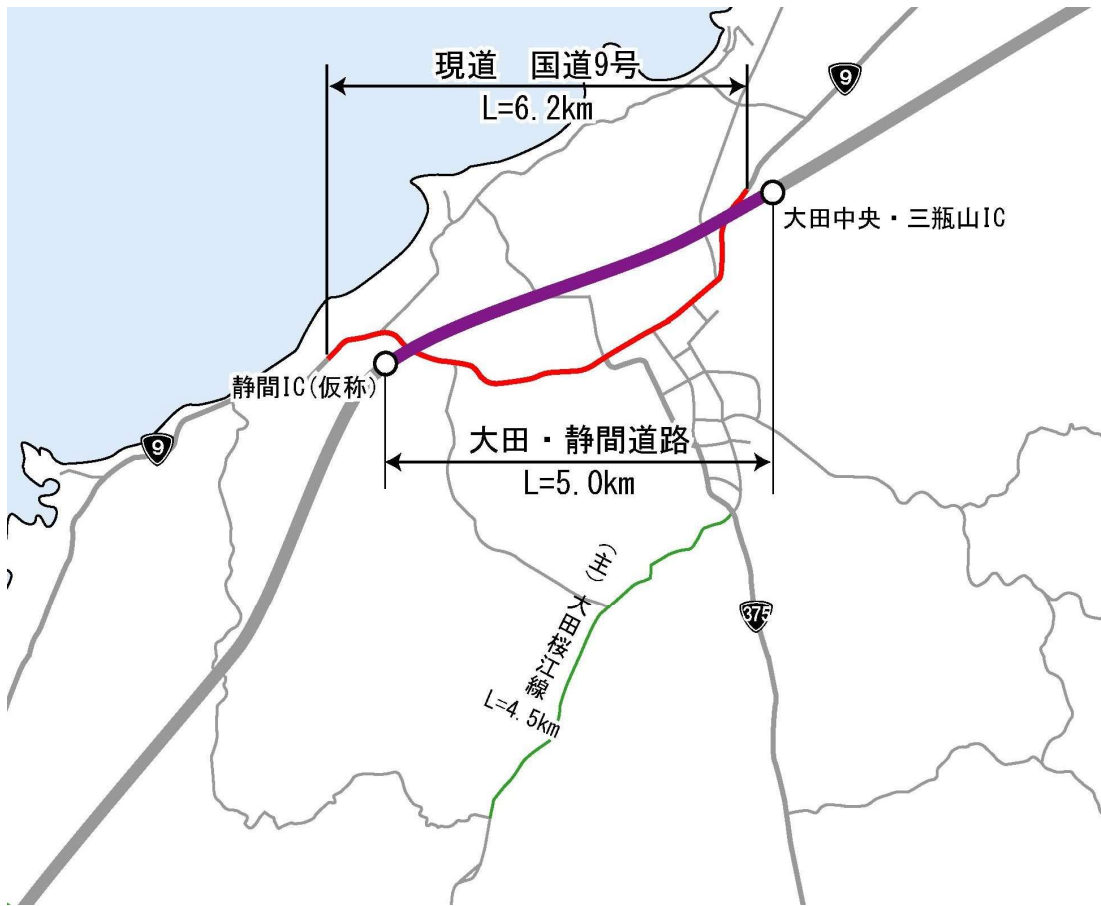 現道 国道9号
L=6.2km
9
大田中央・三瓶山IC
静間IC(仮称)
9
大田・静間道路
L=5.0km
(主)大田桜江線
L=4.5km
375